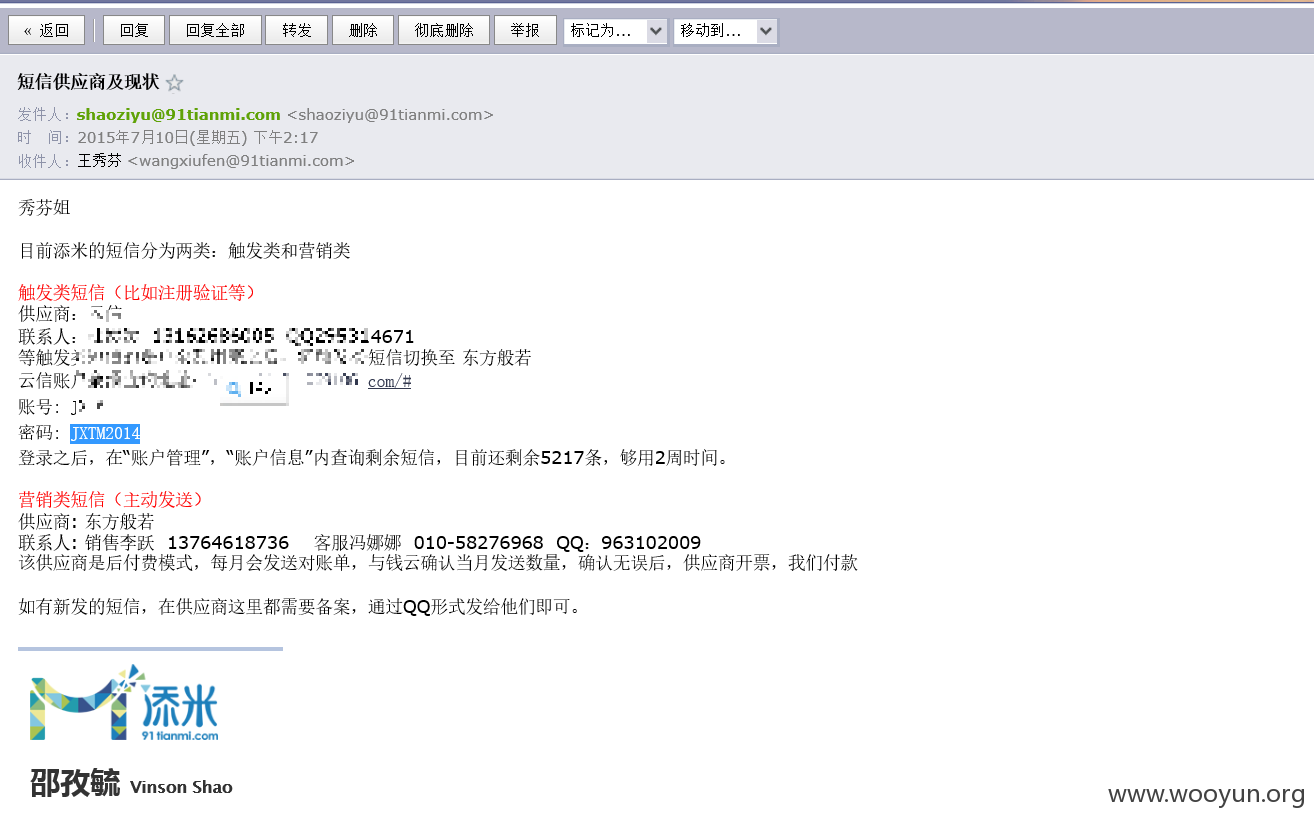 « 返回 回复 回复全部 转发 删除 彻底删除 举报 标记为... 移动到...
短信供应商及现状
发件人：shaoziyu@91tianmi.com <shaoziyu@91tianmi.com>
时 间：2015年7月10日(星期五) 下午2:17
收件人：王秀芬 <wangxiufen@91tianmi.com>
秀芬姐
目前添米的短信分为两类：触发类和营销类
触发类短信（比如注册验证等）
供应商：
联系人：
等触发 短信切换至 东方般若
云信账户 com/#
账号：
密码：JXTM2014
登录之后，在“账户管理”，“账户信息”内查询剩余短信，目前还剩余5217条，够用2周时间。
营销类短信（主动发送）
供应商: 东方般若
联系人: 销售李跃 13764618736 客服冯娜娜 010-58276968 QQ：963102009
该供应商是后付费模式，每月会发送对账单，与钱云确认当月发送数量，确认无误后，供应商开票，我们付款
如有新发的短信，在供应商这里都需要备案，通过QQ形式发给他们即可。
添米
91tianmi.com
邵孜毓 Vinson Shao
www.wooyun.org